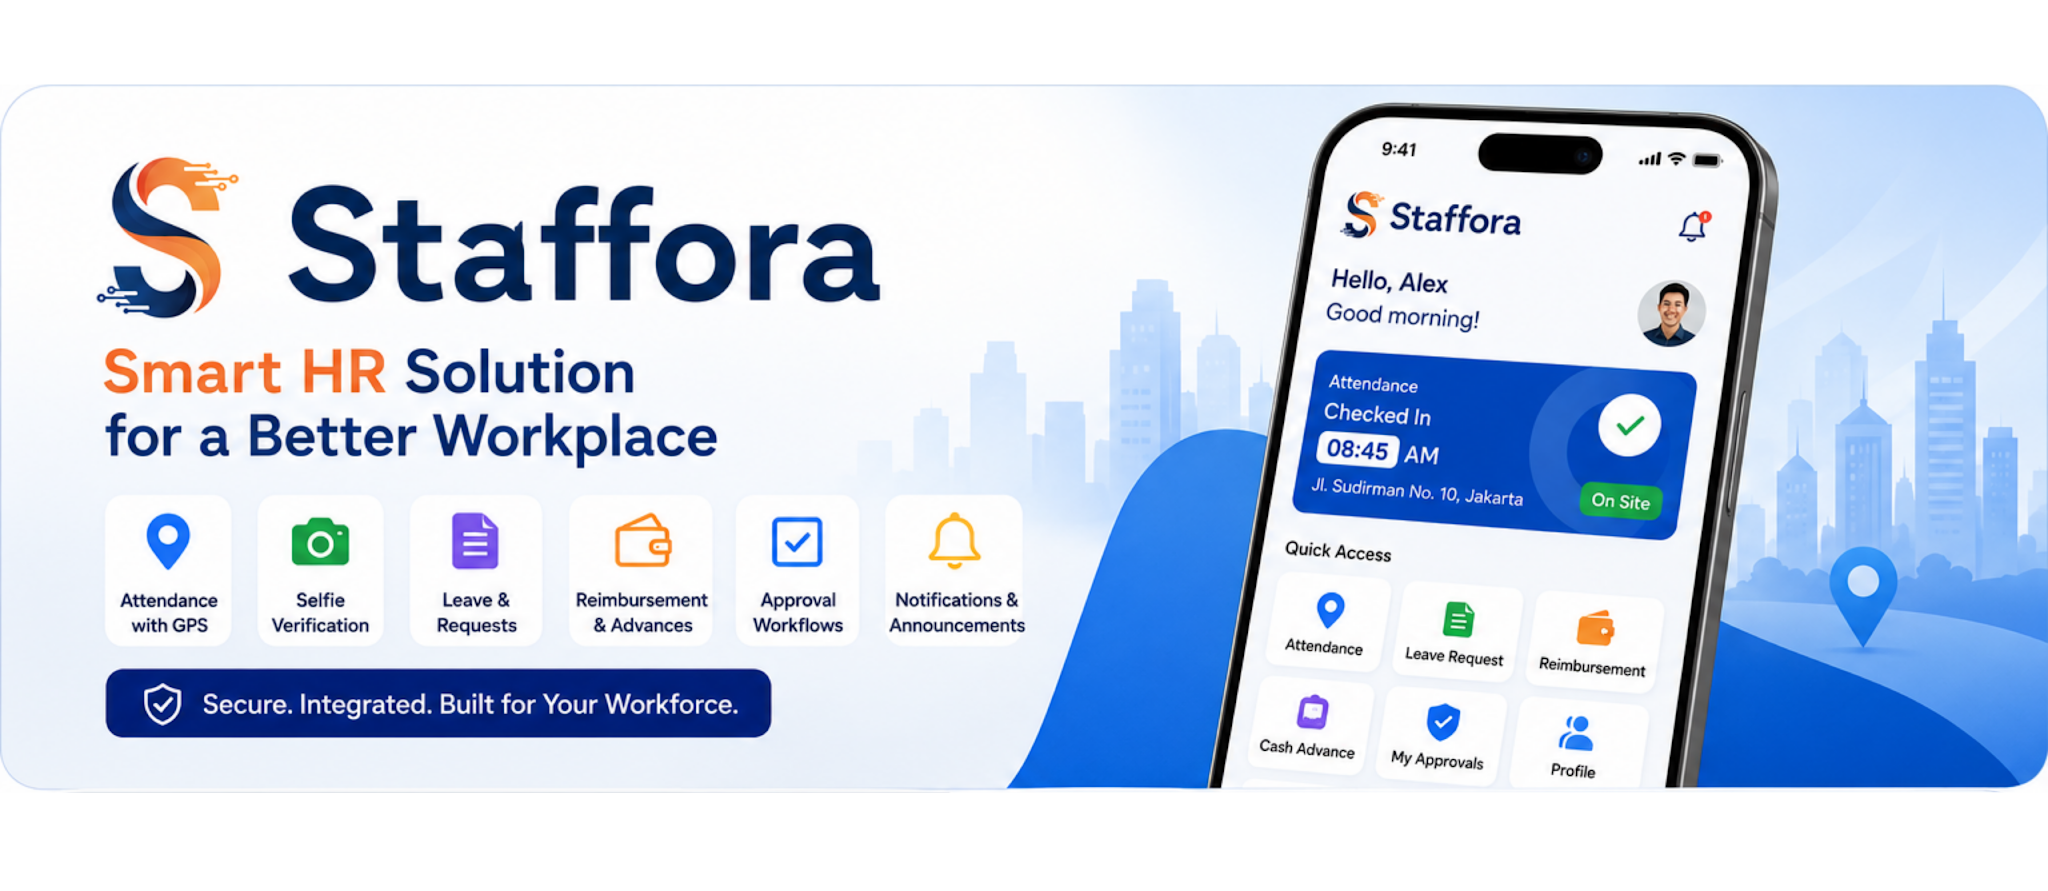 Staffora
Smart HR Solution
for a Better Workplace
Attendance
with GPS
Selfie
Verification
Leave &
Requests
Reimbursement
& Advances
Approval
Workflows
Notifications &
Announcements
Secure. Integrated. Built for Your Workforce.
9:41
Staffora
Hello, Alex
Good morning!
Attendance
Checked In
08:45 AM
Jl. Sudirman No. 10, Jakarta
On Site
Quick Access
Attendance
Leave Request
Reimbursement
Cash Advance
My Approvals
Profile